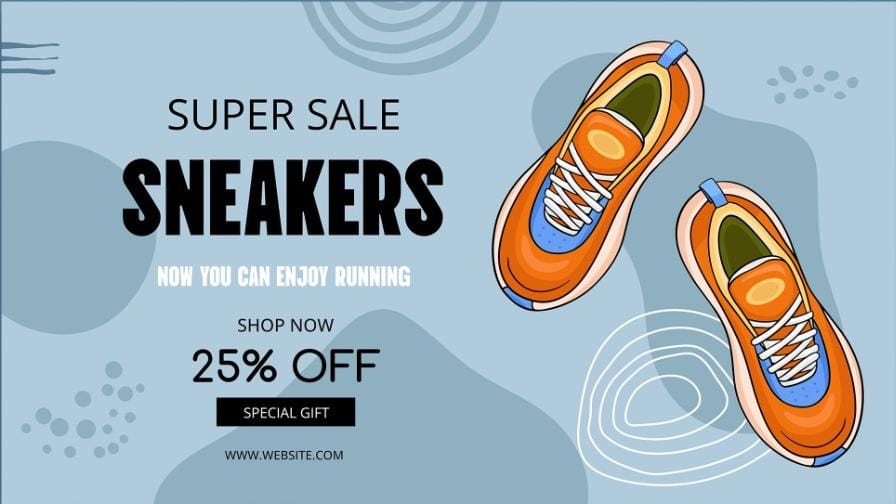 SUPER SALE
SNEAKERS
NOW YOU CAN ENJOY RUNNING
SHOP NOW
25% OFF
SPECIAL GIFT
WWW.WEBSITE.COM